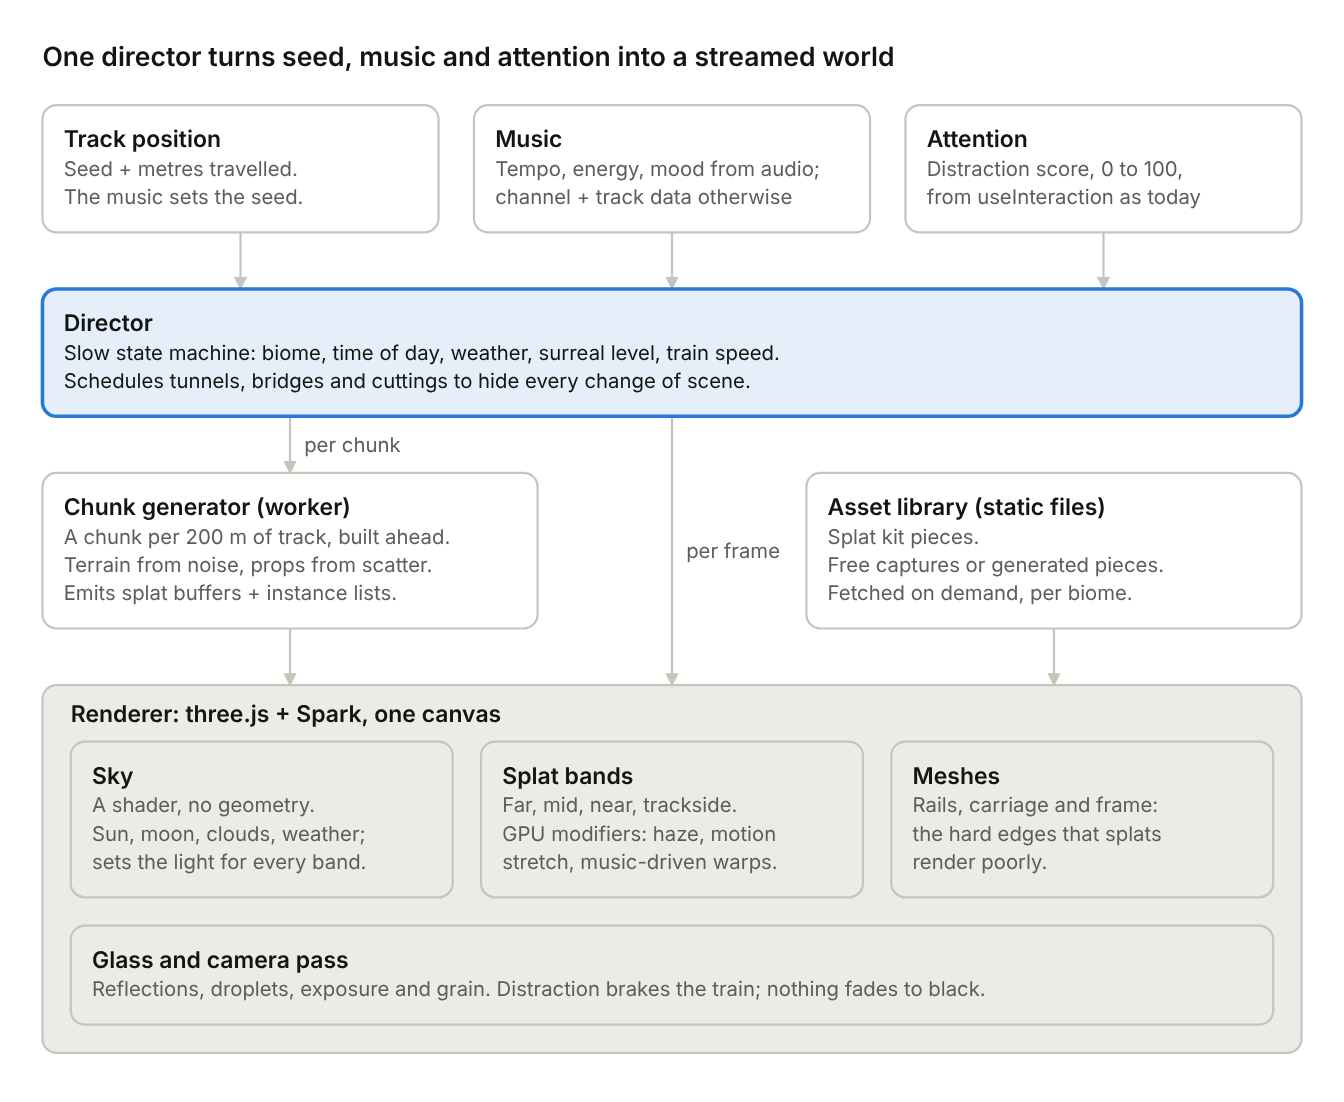 One director turns seed, music and attention into a streamed world
Track position
Seed + metres travelled.
The music sets the seed.
Music
Tempo, energy, mood from audio;
channel + track data otherwise
Attention
Distraction score, 0 to 100,
from useInteraction as today
Director
Slow state machine: biome, time of day, weather, surreal level, train speed.
Schedules tunnels, bridges and cuttings to hide every change of scene.
per chunk
Chunk generator (worker)
A chunk per 200 m of track, built ahead.
Terrain from noise, props from scatter.
Emits splat buffers + instance lists.
per frame
Asset library (static files)
Splat kit pieces.
Free captures or generated pieces.
Fetched on demand, per biome.
Renderer: three.js + Spark, one canvas
Sky
A shader, no geometry.
Sun, moon, clouds, weather;
sets the light for every band.
Splat bands
Far, mid, near, trackside.
GPU modifiers: haze, motion
stretch, music-driven warps.
Meshes
Rails, carriage and frame:
the hard edges that splats
render poorly.
Glass and camera pass
Reflections, droplets, exposure and grain. Distraction brakes the train; nothing fades to black.